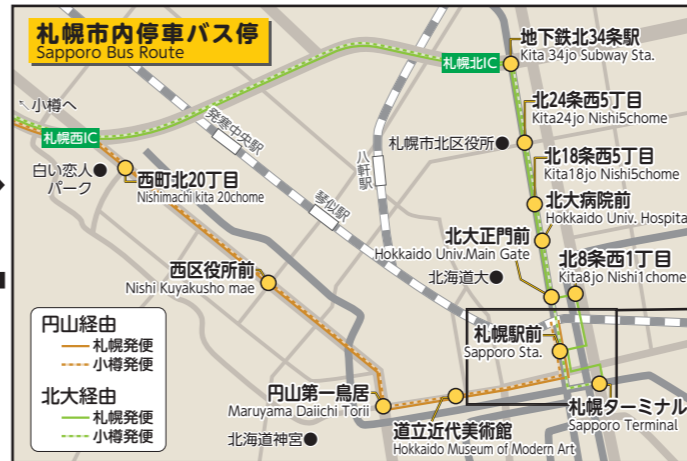 札幌市内停車バス停
Sapporo Bus Route
地下鉄北34条駅
Kita 34jo Subway Sta.
札幌北IC
↖小樽へ
札幌西IC
北24条西5丁目
Kita24jo Nishi5chome
札幌市北区役所
発寒中央駅
八軒駅
琴似駅
白い恋人
パーク
西町北20丁目
Nishimachi kita 20chome
北18条西5丁目
Kita18jo Nishi5chome
北大病院前
Hokkaido Univ. Hospita
北大正門前
Hokkaido Univ.Main Gate
北海道大
北8条西1丁目
Kita8jo Nishi1chome
西区役所前
Nishi Kuyakusho mae
円山経由
札幌発便
小樽発便
北大経由
札幌発便
小樽発便
札幌駅前
Sapporo Sta.
円山第一鳥居
Maruyama Daiichi Torii
北海道神宮
道立近代美術館
Hokkaido Museum of Modern Art
札幌ターミナル
Sapporo Terminal